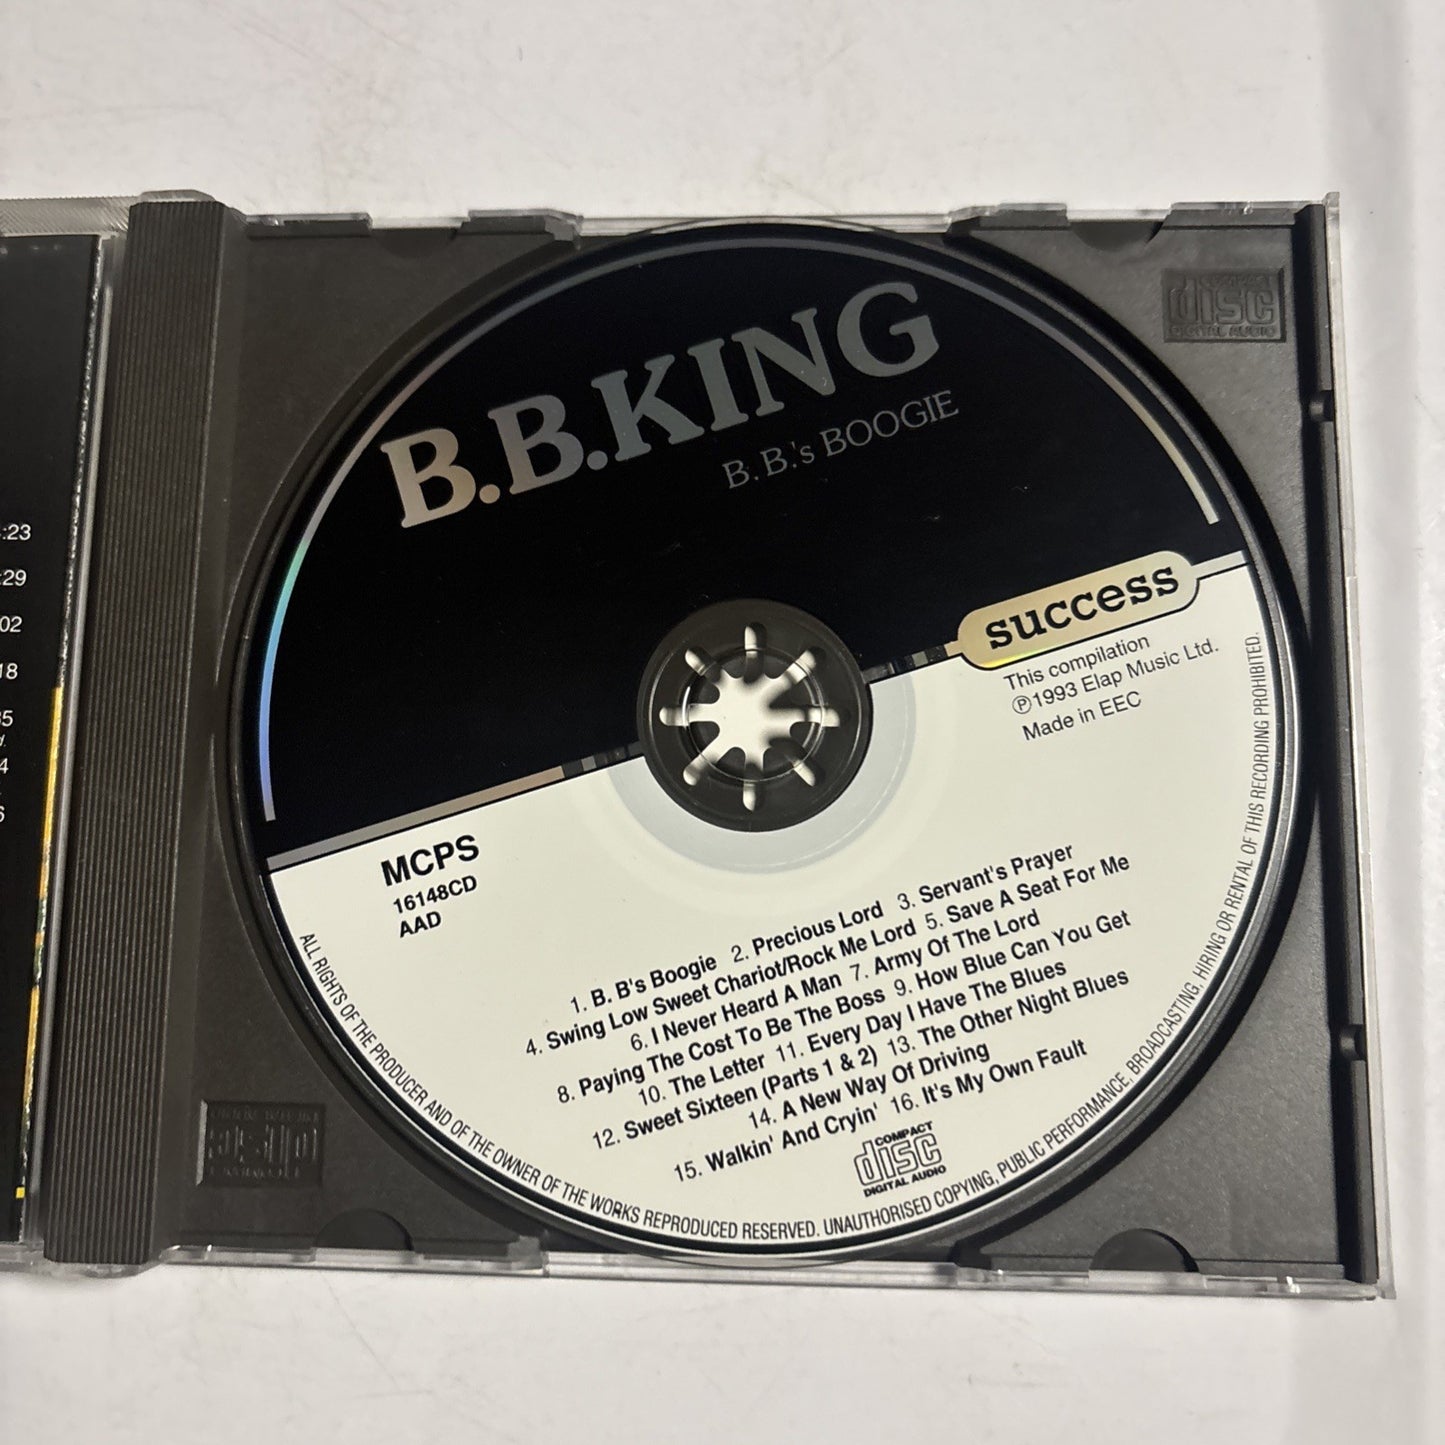 B.B.KING
B. B.'s BOOGIE
success
This compilation
Ⓟ1993 Elap Music Ltd.
Made in EEC
MCPS
16148CD
AAD
1. B. B's Boogie 2. Precious Lord 3. Servant's Prayer
4. Swing Low Sweet Chariot/Rock Me Lord 5. Save A Seat For Me
6. I Never Heard A Man 7. Army Of The Lord
8. Paying The Cost To Be The Boss 9. How Blue Can You Get
10. The Letter 11. Every Day I Have The Blues
12. Sweet Sixteen (Parts 1 & 2) 13. The Other Night Blues
14. A New Way Of Driving
15. Walkin' And Cryin' 16. It's My Own Fault
COMPACT
disc
DIGITAL AUDIO
ALL RIGHTS OF THE PRODUCER AND OF THE OWNER OF THE WORKS REPRODUCED RESERVED. UNAUTHORISED COPYING, PUBLIC PERFORMANCE, BROADCASTING, HIRING OR RENTAL OF THIS RECORDING PROHIBITED.
COMPACT
disc
DIGITAL AUDIO
:23
:29
02
18